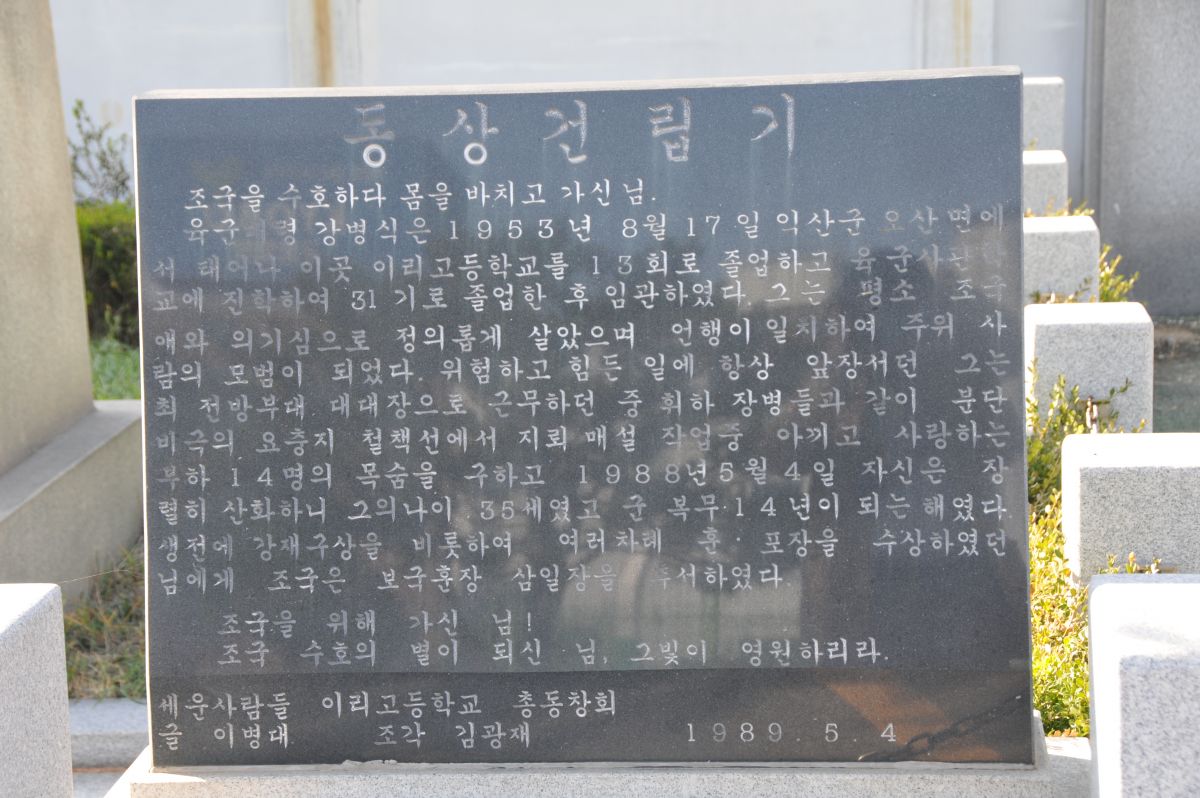 동상건립기
조국을 수호하다 몸을 바치고 가신 님.
육군 강병식은 1953년 8월 17일 익산군 오산면에
서 태어나 이곳 이리고등학교를 13회로 졸업하고 육군사관
교에 진학하여 31기로 졸업한 후 임관하였다. 그는 평소 조국
애와 의기심으로 정의롭게 살았으며 언행이 일치하여 주위 사
람의 모범이 되었다. 위험하고 힘든 일에 항상 앞장서던 그는
최 전방부대 대대장으로 근무하던 중 휘하 장병들과 같이 분단
비극의 요충지 철책선에서 지뢰 매설 작업중 아끼고 사랑하는
부하 14명의 목숨을 구하고 1988년 5월 4일 자신은 장
렬히 산화하니 그의나이 35세였고 군 복무 14년이 되는 해였다.
생전에 강재구상을 비롯하여 여러차례 훈·포장을 수상하였던
님에게 조국은 보국훈장 삼일장을 추서하였다.
조국을 위해 가신 님!
조국 수호의 별이 되신 님, 그빛이 영원하리라.
세운사람들 이리고등학교 총동창회
글 이병대 조각 김광재 1989. 5. 4